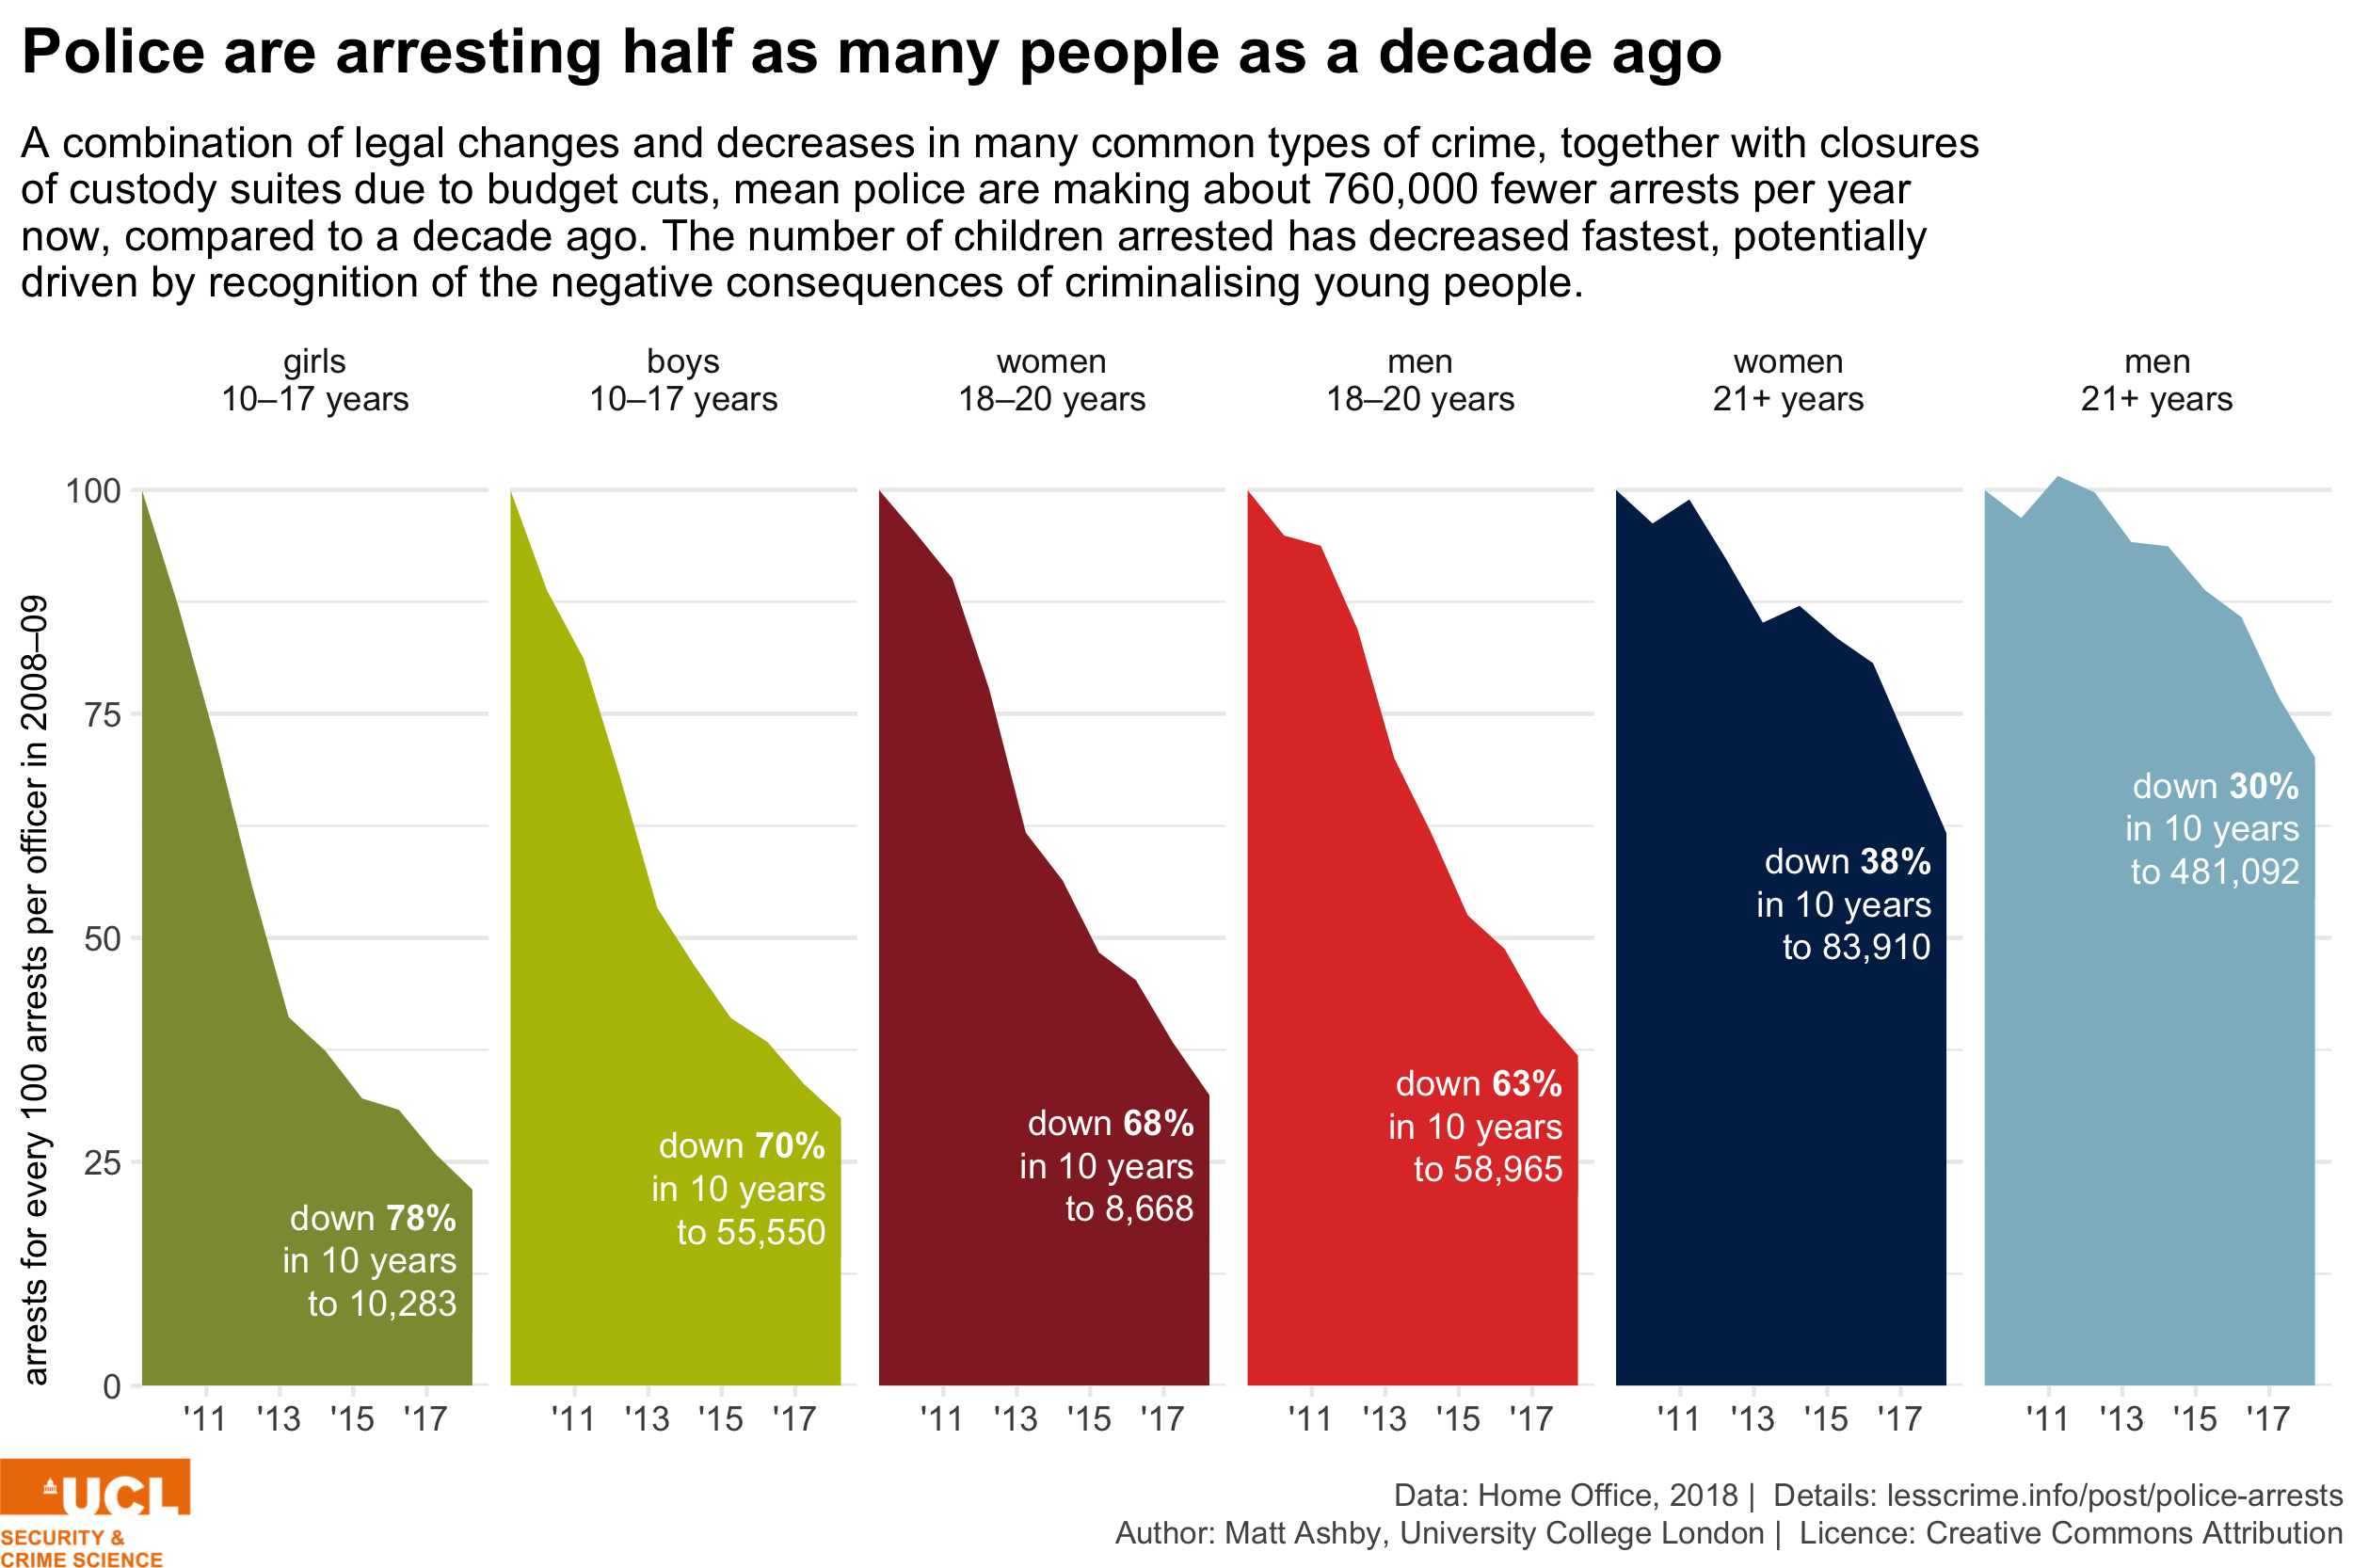 Police are arresting half as many people as a decade ago
A combination of legal changes and decreases in many common types of crime, together with closures
of custody suites due to budget cuts, mean police are making about 760,000 fewer arrests per year
now, compared to a decade ago. The number of children arrested has decreased fastest, potentially
driven by recognition of the negative consequences of criminalising young people.
girls
10–17 years
boys
10–17 years
women
18–20 years
men
18–20 years
women
21+ years
men
21+ years
arrests for every 100 arrests per officer in 2008–09
100
75
50
25
0
down 78%
in 10 years
to 10,283
down 70%
in 10 years
to 55,550
down 68%
in 10 years
to 8,668
down 63%
in 10 years
to 58,965
down 38%
in 10 years
to 83,910
down 30%
in 10 years
to 481,092
'11 '13 '15 '17
'11 '13 '15 '17
'11 '13 '15 '17
'11 '13 '15 '17
'11 '13 '15 '17
'11 '13 '15 '17
UCL
SECURITY &
CRIME SCIENCE
Data: Home Office, 2018 | Details: lesscrime.info/post/police-arrests
Author: Matt Ashby, University College London | Licence: Creative Commons Attribution